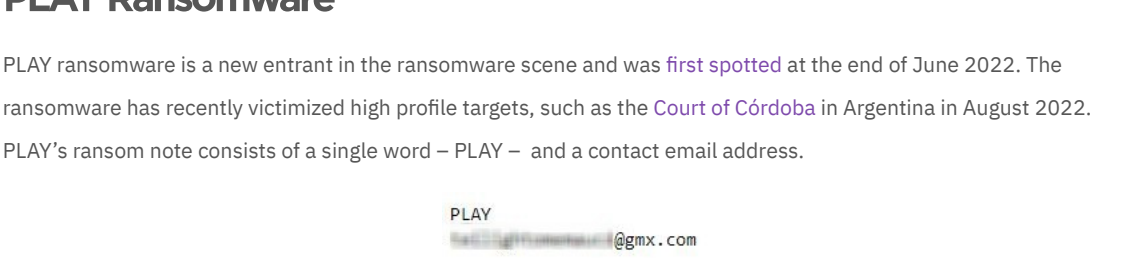 PLAY Ransomware
PLAY ransomware is a new entrant in the ransomware scene and was first spotted at the end of June 2022. The
ransomware has recently victimized high profile targets, such as the Court of Córdoba in Argentina in August 2022.
PLAY’s ransom note consists of a single word – PLAY – and a contact email address.
PLAY
@gmx.com